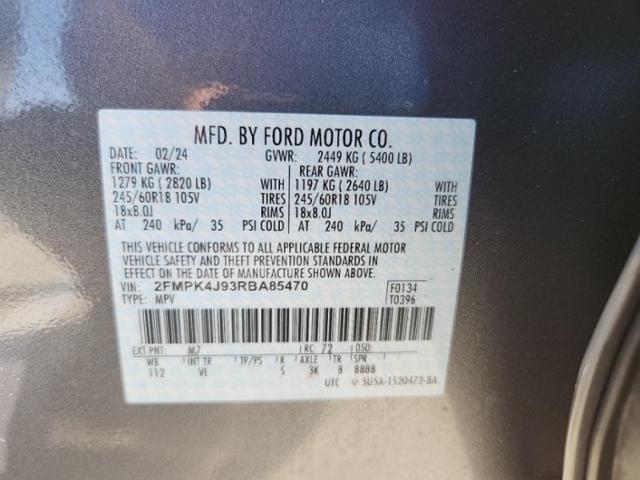 MFD. BY FORD MOTOR CO.
DATE: 02/24 GVWR: 2449 KG ( 5400 LB)
FRONT GAWR: REAR GAWR:
1279 KG ( 2820 LB) WITH 1197 KG ( 2640 LB) WITH
245/60R18 105V TIRES 245/60R18 105V TIRES
18x8.0J RIMS 18x8.0J RIMS
AT 240 kPa/ 35 PSI COLD AT 240 kPa/ 35 PSI COLD
THIS VEHICLE CONFORMS TO ALL APPLICABLE FEDERAL MOTOR
VEHICLE SAFETY AND THEFT PREVENTION STANDARDS IN
EFFECT ON THE DATE OF MANUFACTURE SHOWN ABOVE.
VIN: 2FMPK4J93RBA85470 F0134
TYPE: MPV T0396
EXT PNT: M7 RC: 72 DSO:
WB INT TR TP/PS R AXLE TR SPR
112 VE 5 3K 8 BBBB
UTC 5U5A-1520472-BA